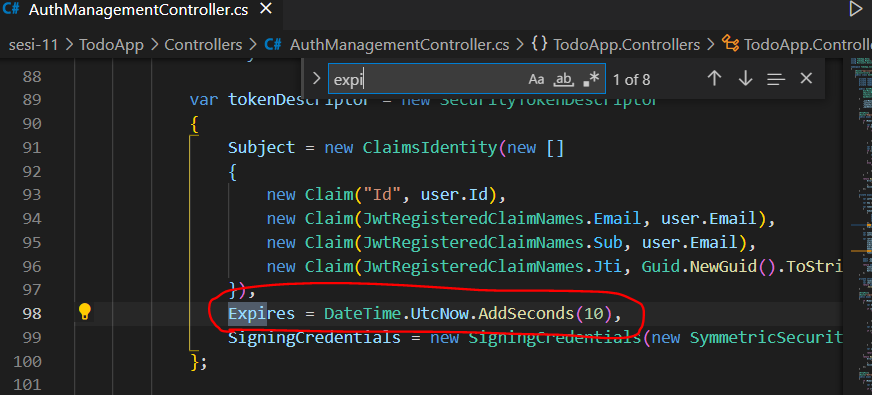 AuthManagementController.cs
sesi-11 > TodoApp > Controllers > AuthManagementController.cs > {} TodoApp.Controllers > TodoApp.Control
expi Aa ab .* 1 of 8
88
89 var tokenDescriptor = new SecurityTokenDescriptor
90 {
91 Subject = new ClaimsIdentity(new []
92 {
93 new Claim("Id", user.Id),
94 new Claim(JwtRegisteredClaimNames.Email, user.Email),
95 new Claim(JwtRegisteredClaimNames.Sub, user.Email),
96 new Claim(JwtRegisteredClaimNames.Jti, Guid.NewGuid().ToStri
97 }),
98 Expires = DateTime.UtcNow.AddSeconds(10),
99 SigningCredentials = new SigningCredentials(new SymmetricSecurit
100 };
101